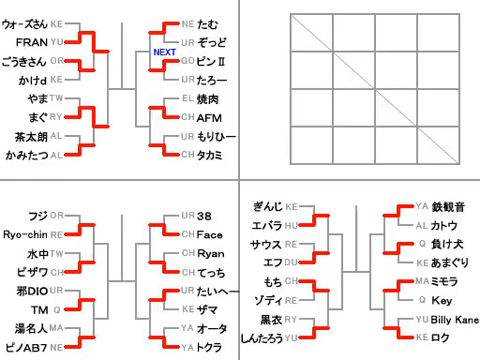 ウォーズさん KE
FRAN YU
ごうきさん OR
かけd KE
やま TW
まぐ RY
茶太朗 AL
かみたつ AL
NE たむ
UR ぞっど
NEXT
GO ビンⅡ
UR たろー
EL 焼肉
CH AFM
UR もりひー
CH タカミ
フジ OR
Ryo-chin RE
水中 TW
ピザワ CH
邪DIO UR
TM Q
湯名人 MA
ピノAB7 NE
UR 38
CH Face
CH Ryan
CH てっち
UR たいへー
KE ザマ
YA オータ
YA トクラ
ぎんじ KE
エバラ HU
サウス RE
エフ DU
もち CH
ゾディ RE
黒衣 RY
しんたろう YU
YA 鉄観音
AL カトウ
Q 負け犬
KE あまぐり
MA ミモラ
Q Key
YU Billy Kane
KE ロク